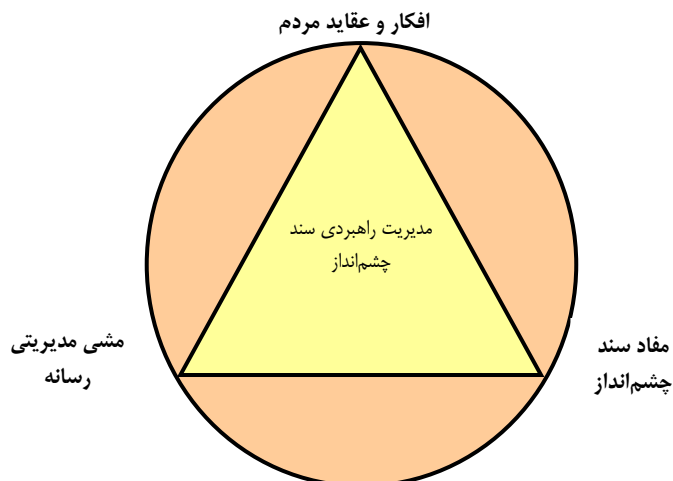 افکار و عقاید مردم
مدیریت راهبردی سند
چشم‌انداز
مفاد سند
چشم‌انداز
مشی مدیریتی
رسانه